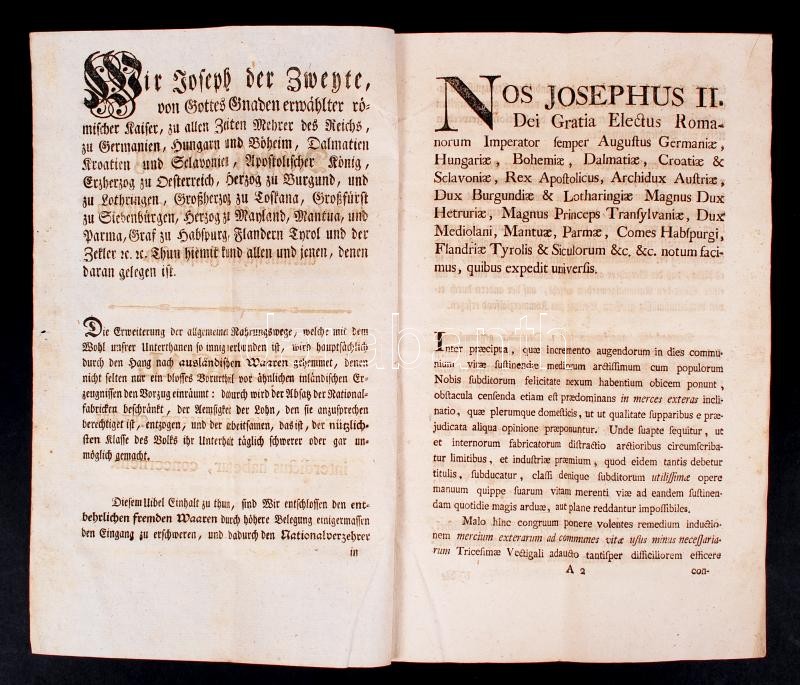 Wir Joseph der Zweyte,
von Gottes Gnaden erwählter rö-
mischer Kaiser, zu allen Zeiten Mehrer des Reichs,
zu Germanien, Hungarn und Böheim, Dalmatien
Kroatien und Sclavonien, Apostolischer König,
Erzherzog zu Oesterreich, Herzog zu Burgund, und
zu Lothringen, Großherzog zu Toskana, Großfürst
zu Siebenbürgen, Herzog zu Mayland, Mantua, und
Parma, Graf zu Habspurg, Flandern Tyrol und der
Zekler ꝛc. ꝛc. Thun hiemit kund allen und jenen, denen
daran gelegen ist.
Die Erweiterung der allgemeinen Nahrungswege, welche mit dem
Wohl unsrer Unterthanen so innig verbunden ist, wird hauptsächlich
durch den Hang nach ausländischen Waaren gehemmet, denen
nicht selten nur ein blosses Vorurthel vor ähnlichen inländischen Er-
zeugnissen den Vorzug einräumt: daurch wird der Absatz der National-
fabricken beschränkt, der Aemsigkeit der Lohn, den sie anzusprechen
berechtiget ist, entzogen, und der arbeitsamen, das ist, der nützlich-
sten Klasse des Volks ihr Unterhalt täglich schwerer oder gar un-
möglich gemacht.
Diesem Uibel Einhalt zu thun, sind Wir entschlossen den ent-
behrlichen fremden Waaren durch höhere Belegung einigermassen
den Eingang zu erschweren, und dadurch den Nationalverzehrer
in
NOS JOSEPHUS II.
Dei Gratia Electus Roma-
norum Imperator semper Augustus Germaniæ,
Hungariæ, Bohemiæ, Dalmatiæ, Croatiæ &
Sclavoniæ, Rex Apostolicus, Archidux Austriæ,
Dux Burgundiæ & Lotharingiæ Magnus Dux
Hetruriæ, Magnus Princeps Transylvaniæ, Dux
Mediolani, Mantuæ, Parmæ, Comes Habspurgi,
Flandriæ Tyrolis & Siculorum &c, &c. notum faci-
mus, quibus expedit universis.
Inter præcipua, quæ incremento augendorum in dies commu-
nium viræ sustinendæ mediorum arctissimum cum populorum
Nobis subditorum felicitate nexum habentium obicem ponunt,
obstacula censenda etiam est prædominans in merces exteras incli-
natio, quæ plerumque domesticis, ut ut qualitate supparibus e præ-
judicata aliqua opinione præponuntur. Unde suapte sequitur, ut
et internorum fabricatorum distractio arctioribus circumscriba-
tur limitibus, et industriæ præmium, quod eidem tantis debetur
titulis, subducatur, classi denique subditorum utilissimæ opere
manuum quippe suarum vitam merenti viæ ad eandem sustinen-
dam quotidie magis arduæ, aut plane reddantur impossibiles.
Malo hinc congruum ponere volentes remedium inductio-
nem mercium exterarum ad communes vitæ usus minus necessaria-
rum Tricesimæ Vectigali adaucto tantisper difficiliorem efficere
A 2
con-